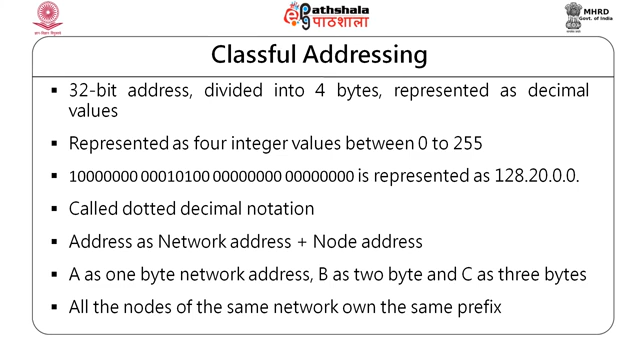 Pathshala
पाठशाला
MHRD
Govt. of India
Classful Addressing
▪ 32-bit address, divided into 4 bytes, represented as decimal
values
▪ Represented as four integer values between 0 to 255
▪ 10000000 00010100 00000000 00000000 is represented as 128.20.0.0.
▪ Called dotted decimal notation
▪ Address as Network address + Node address
▪ A as one byte network address, B as two byte and C as three bytes
▪ All the nodes of the same network own the same prefix